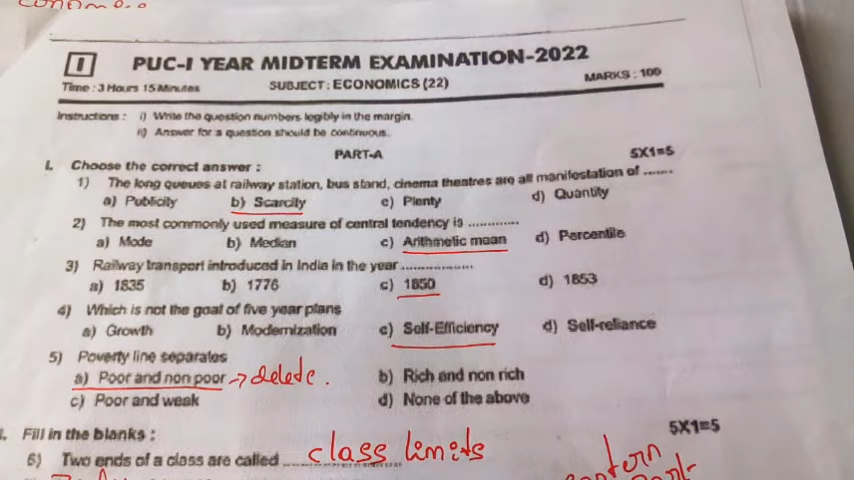 I PUC-I YEAR MIDTERM EXAMINATION-2022
Time : 3 Hours 15 Minutes SUBJECT : ECONOMICS (22) MARKS : 100
Instructions : i) Write the question numbers legibly in the margin.
ii) Answer for a question should be continuous.
PART-A
I. Choose the correct answer : 5X1=5
1) The long queues at railway station, bus stand, cinema theatres are all manifestation of .......
a) Publicity b) Scarcity c) Plenty d) Quantity
2) The most commonly used measure of central tendency is .............
a) Mode b) Median c) Arithmetic mean d) Percentile
3) Railway transport introduced in India in the year ..................
a) 1835 b) 1776 c) 1850 d) 1853
4) Which is not the goal of five year plans
a) Growth b) Modernization c) Self-Efficiency d) Self-reliance
5) Poverty line separates
a) Poor and non poor → delede. b) Rich and non rich
c) Poor and weak d) None of the above
I. Fill in the blanks : 5X1=5
6) Two ends of a class are called class limits